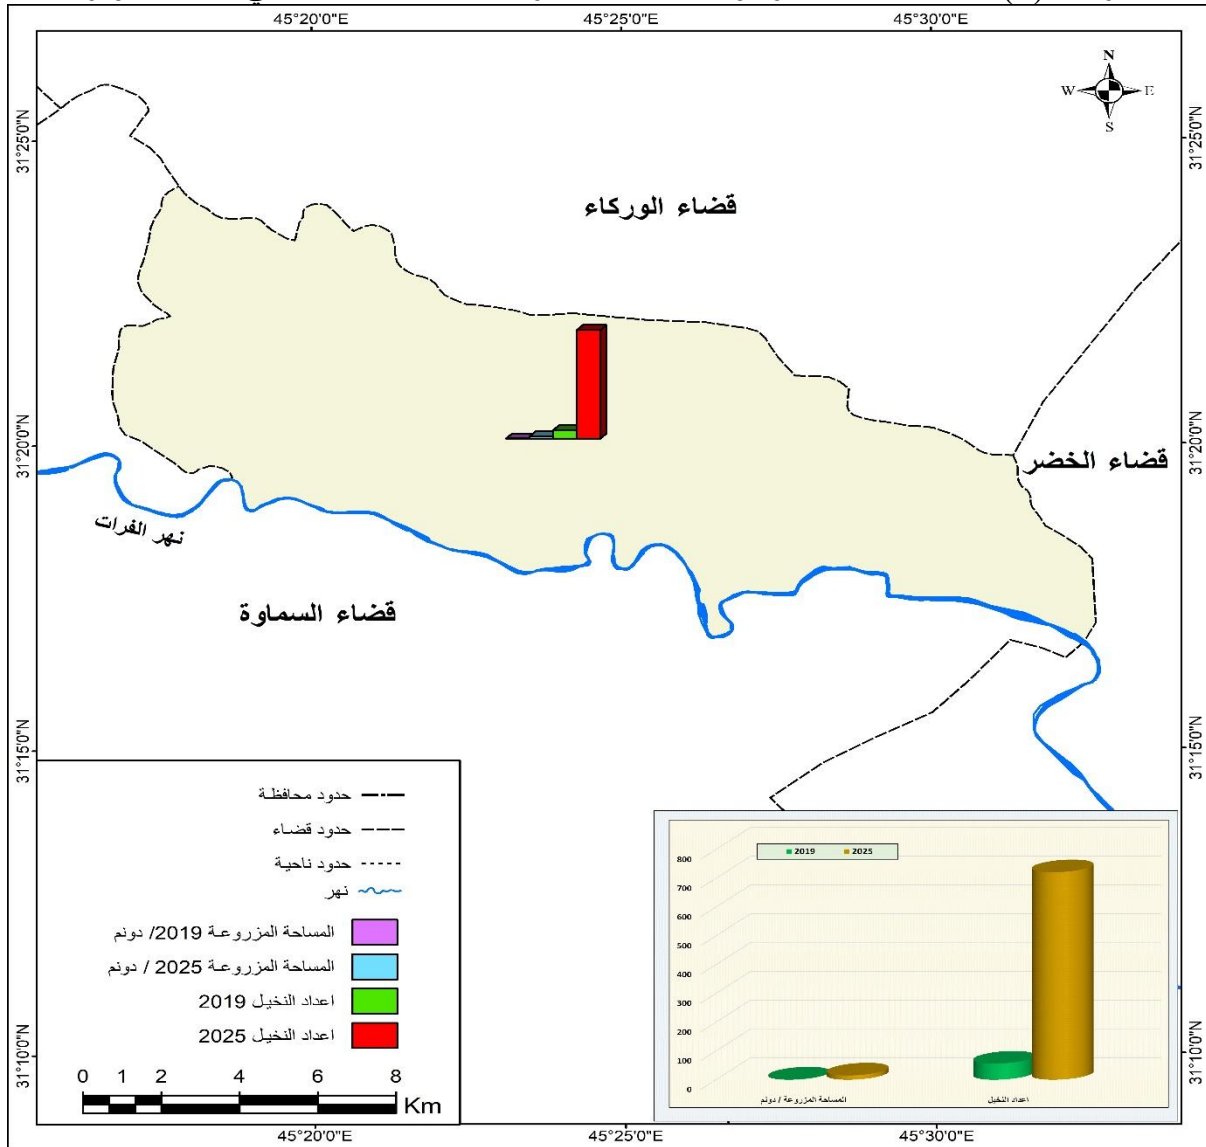 45°20'0"E 45°25'0"E 45°30'0"E
N
W E
S
31°25'0"N 31°25'0"N
قضاء الوركاء
31°20'0"N 31°20'0"N
قضاء الخضر
نهر الفرات
قضاء السماوة
31°15'0"N 31°15'0"N
حدود محافظة
حدود قضاء
حدود ناحية
نهر
المساحة المزروعة 2019/ دونم
المساحة المزروعة 2025 / دونم
اعداد النخيل 2019
اعداد النخيل 2025
0 1 2 4 6 8
Km
2019 2025
800
700
600
500
400
300
200
100
0
المساحة المزروعة / دونم اعداد النخيل
31°10'0"N 31°10'0"N
45°20'0"E 45°25'0"E 45°30'0"E